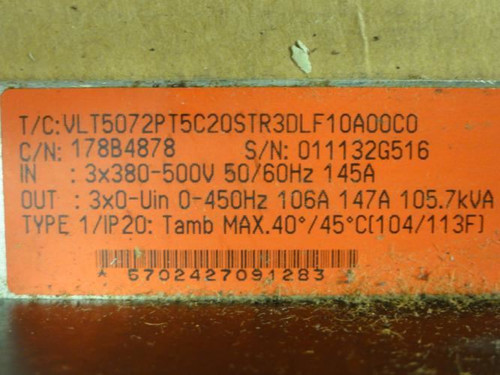 T/C:VLT5072PT5C20STR3DLF10A00C0
C/N: 178B4878 S/N: 011132G516
IN : 3x380-500V 50/60Hz 145A
OUT : 3x0-Uin 0-450Hz 106A 147A 105.7kVA
TYPE 1/IP20: Tamb MAX.40°/45°C(104/113F)
* 5702427091283 *